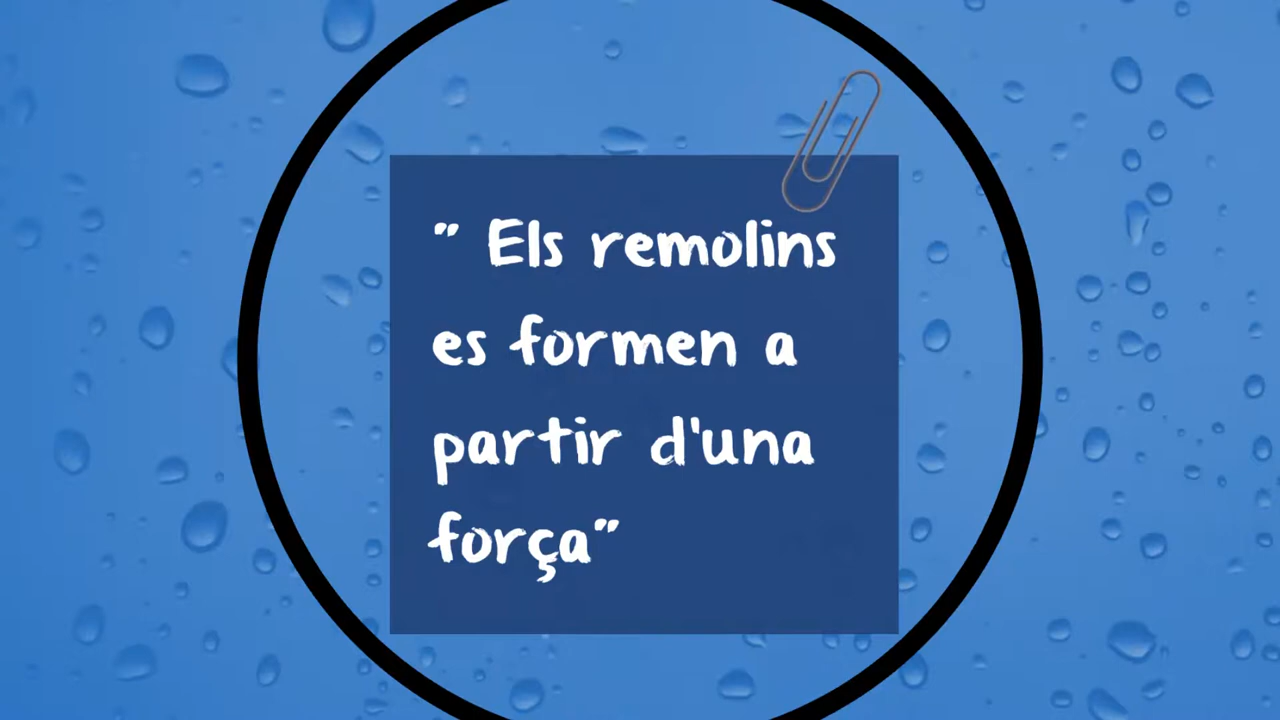 ” Els remolins
es formen a
partir d'una
força”